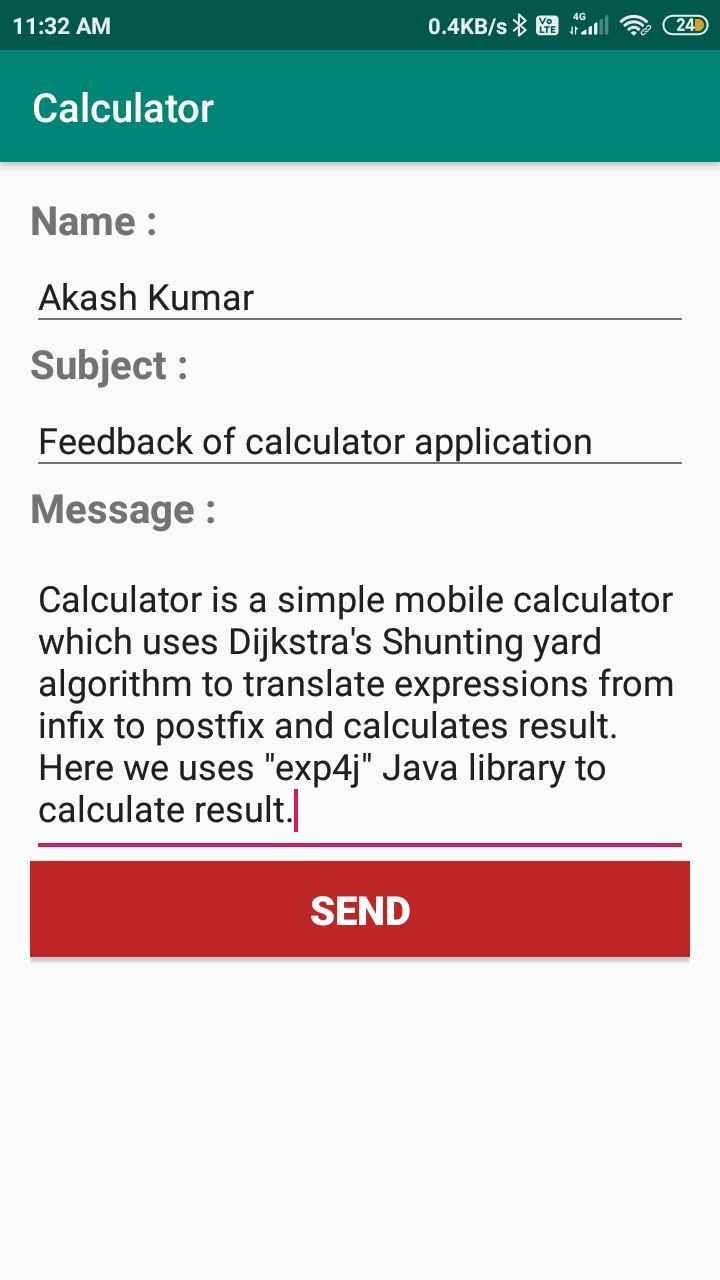 11:32 AM 0.4KB/s Vo LTE 4G 24
Calculator
Name :
Akash Kumar
Subject :
Feedback of calculator application
Message :
Calculator is a simple mobile calculator
which uses Dijkstra's Shunting yard
algorithm to translate expressions from
infix to postfix and calculates result.
Here we uses "exp4j" Java library to
calculate result.
SEND